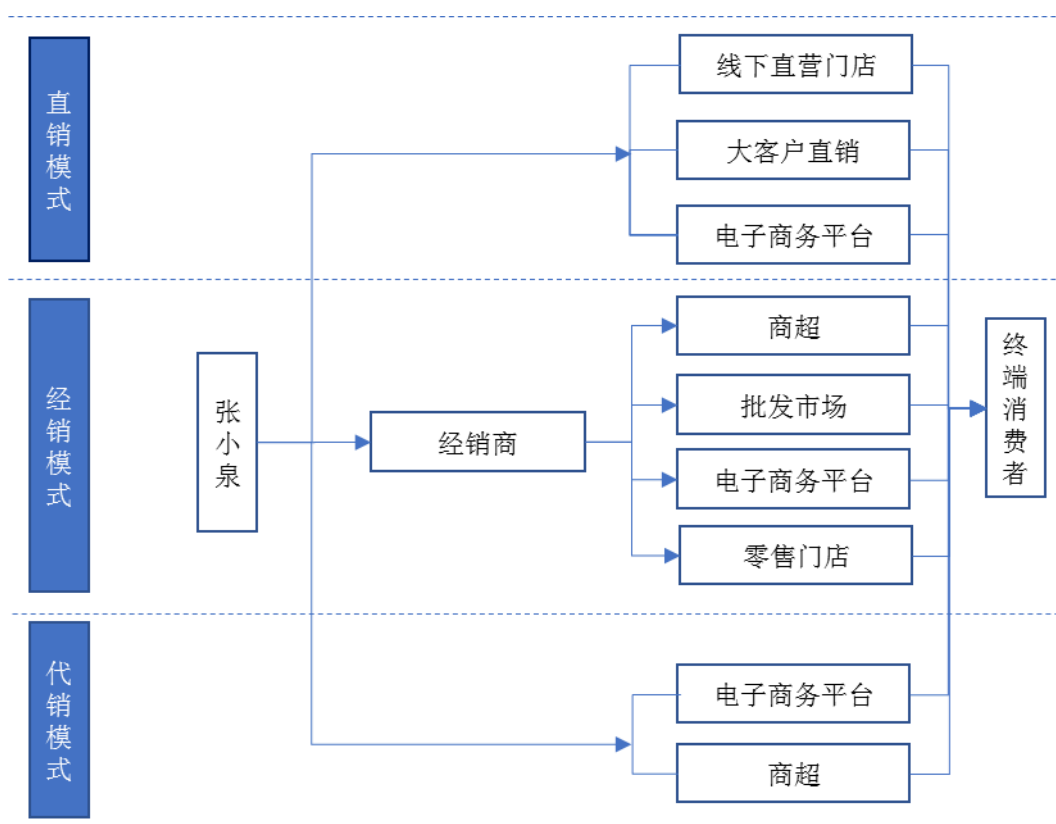 直销模式
线下直营门店
大客户直销
电子商务平台
经销模式
张小泉
经销商
商超
批发市场
电子商务平台
零售门店
终端消费者
代销模式
电子商务平台
商超